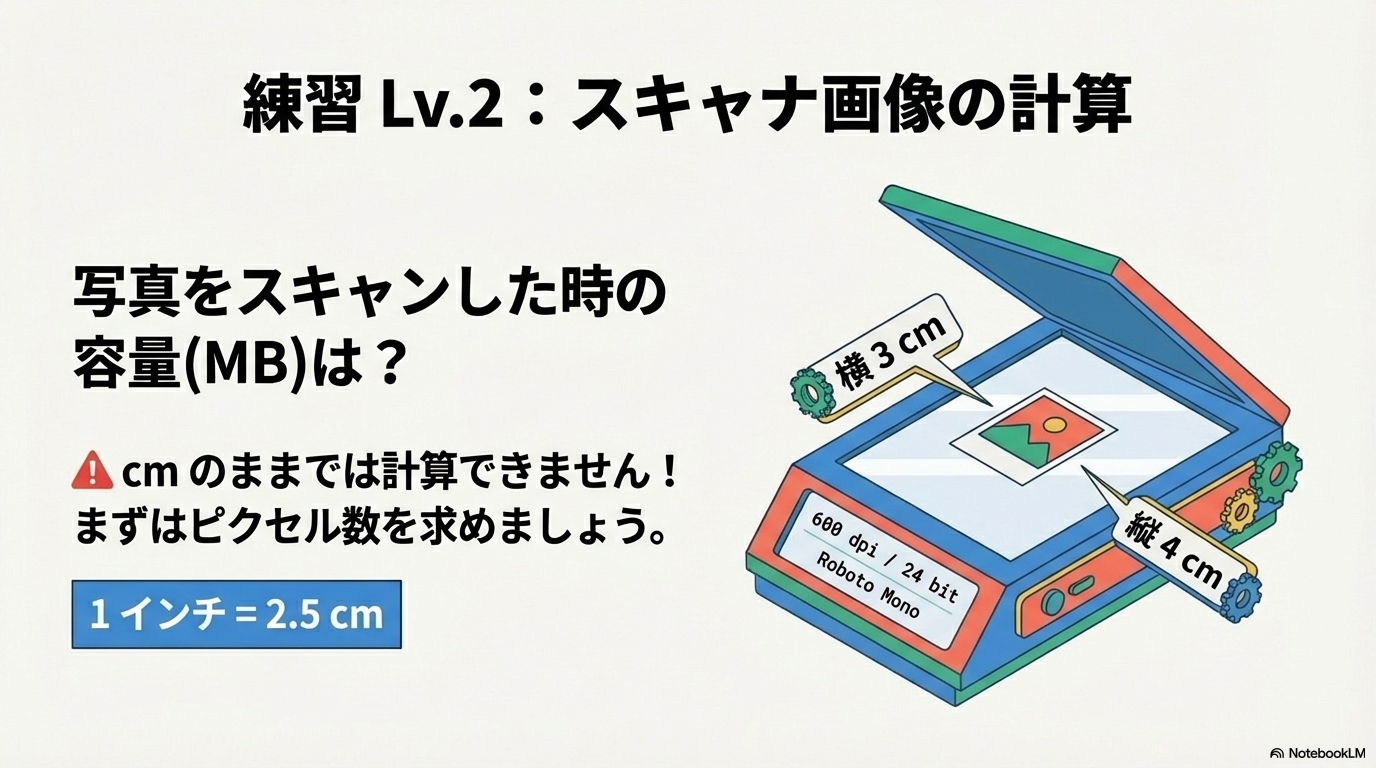 練習 Lv.2：スキャナ画像の計算
写真をスキャンした時の
容量(MB)は？
cm のままでは計算できません！
まずはピクセル数を求めましょう。
1 インチ = 2.5 cm
横 3 cm
縦 4 cm
600 dpi / 24 bit
Roboto Mono
NotebookLM